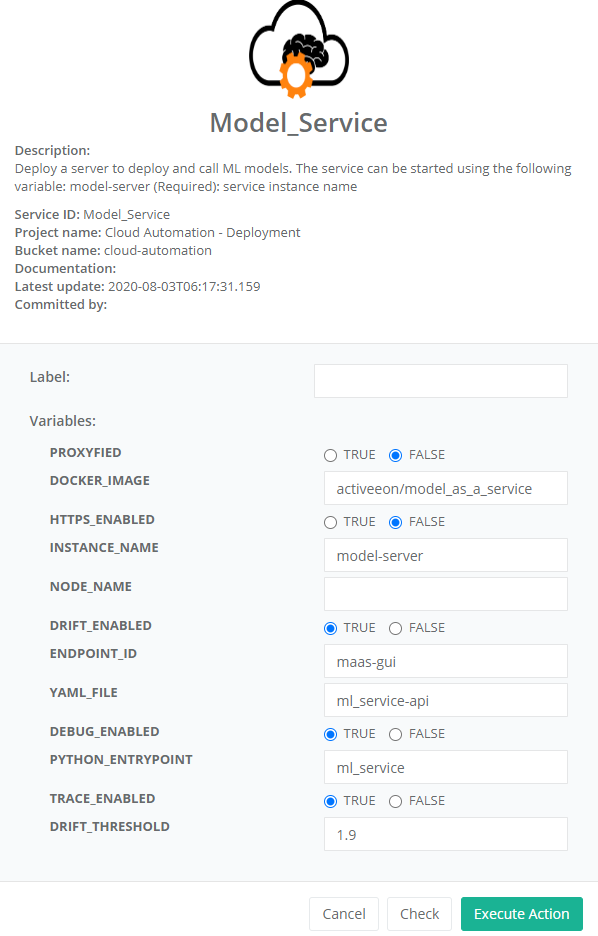 Model_Service
Description:
Deploy a server to deploy and call ML models. The service can be started using the following
variable: model-server (Required): service instance name
Service ID: Model_Service
Project name: Cloud Automation - Deployment
Bucket name: cloud-automation
Documentation:
Latest update: 2020-08-03T06:17:31.159
Committed by:
Label:
Variables:
PROXYFIED TRUE FALSE
DOCKER_IMAGE activeeon/model_as_a_service
HTTPS_ENABLED TRUE FALSE
INSTANCE_NAME model-server
NODE_NAME
DRIFT_ENABLED TRUE FALSE
ENDPOINT_ID maas-gui
YAML_FILE ml_service-api
DEBUG_ENABLED TRUE FALSE
PYTHON_ENTRYPOINT ml_service
TRACE_ENABLED TRUE FALSE
DRIFT_THRESHOLD 1.9
Cancel Check Execute Action